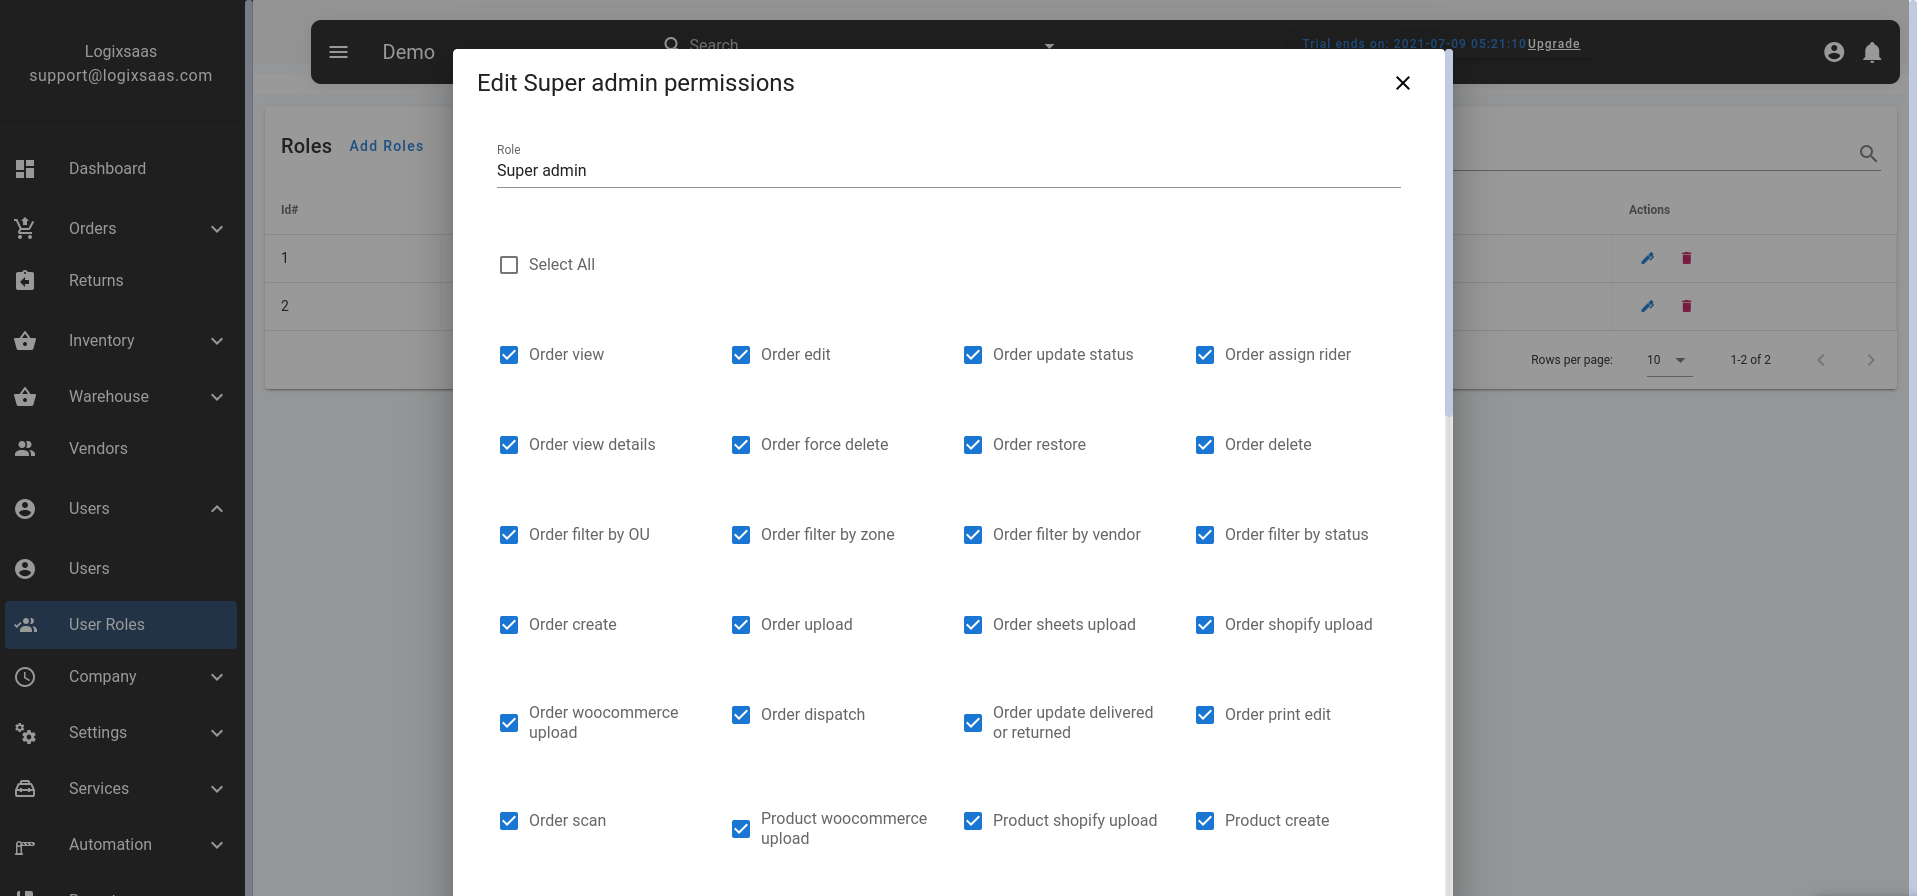 Logixsaas
support@logixsaas.com
Dashboard
Orders
Returns
Inventory
Warehouse
Vendors
Users
Users
User Roles
Company
Settings
Services
Automation
Demo
Search
Trial ends on: 2021-07-09 05:21:10 Upgrade
Roles Add Roles
Id# Actions
1
2
Rows per page: 10 1-2 of 2
Edit Super admin permissions
Role
Super admin
Select All
Order view Order edit Order update status Order assign rider
Order view details Order force delete Order restore Order delete
Order filter by OU Order filter by zone Order filter by vendor Order filter by status
Order create Order upload Order sheets upload Order shopify upload
Order woocommerce
upload
Order dispatch
Order update delivered
or returned
Order print edit
Order scan
Product woocommerce
upload
Product shopify upload
Product create